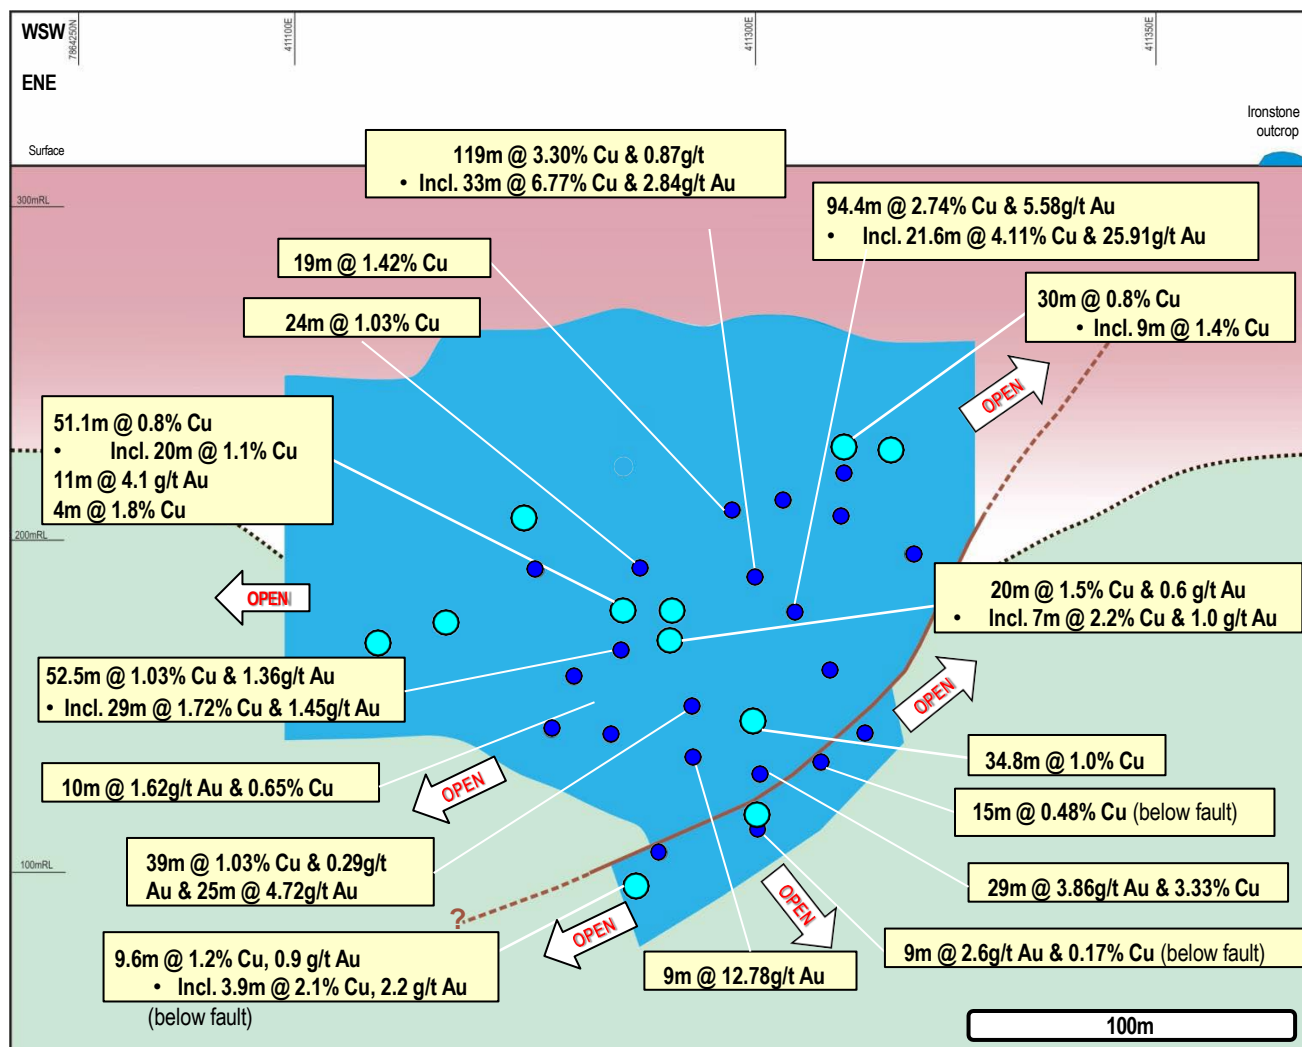 WSW
7864250N
411100E
411300E
411350E
ENE
Ironstone
outcrop
Surface
119m @ 3.30% Cu & 0.87g/t
• Incl. 33m @ 6.77% Cu & 2.84g/t Au
94.4m @ 2.74% Cu & 5.58g/t Au
• Incl. 21.6m @ 4.11% Cu & 25.91g/t Au
300mRL
19m @ 1.42% Cu
30m @ 0.8% Cu
• Incl. 9m @ 1.4% Cu
24m @ 1.03% Cu
OPEN
51.1m @ 0.8% Cu
• Incl. 20m @ 1.1% Cu
11m @ 4.1 g/t Au
4m @ 1.8% Cu
200mRL
OPEN
20m @ 1.5% Cu & 0.6 g/t Au
• Incl. 7m @ 2.2% Cu & 1.0 g/t Au
52.5m @ 1.03% Cu & 1.36g/t Au
• Incl. 29m @ 1.72% Cu & 1.45g/t Au
OPEN
34.8m @ 1.0% Cu
10m @ 1.62g/t Au & 0.65% Cu
OPEN
15m @ 0.48% Cu (below fault)
39m @ 1.03% Cu & 0.29g/t
Au & 25m @ 4.72g/t Au
100mRL
29m @ 3.86g/t Au & 3.33% Cu
OPEN
?
OPEN
9.6m @ 1.2% Cu, 0.9 g/t Au
• Incl. 3.9m @ 2.1% Cu, 2.2 g/t Au
(below fault)
9m @ 12.78g/t Au
9m @ 2.6g/t Au & 0.17% Cu (below fault)
100m